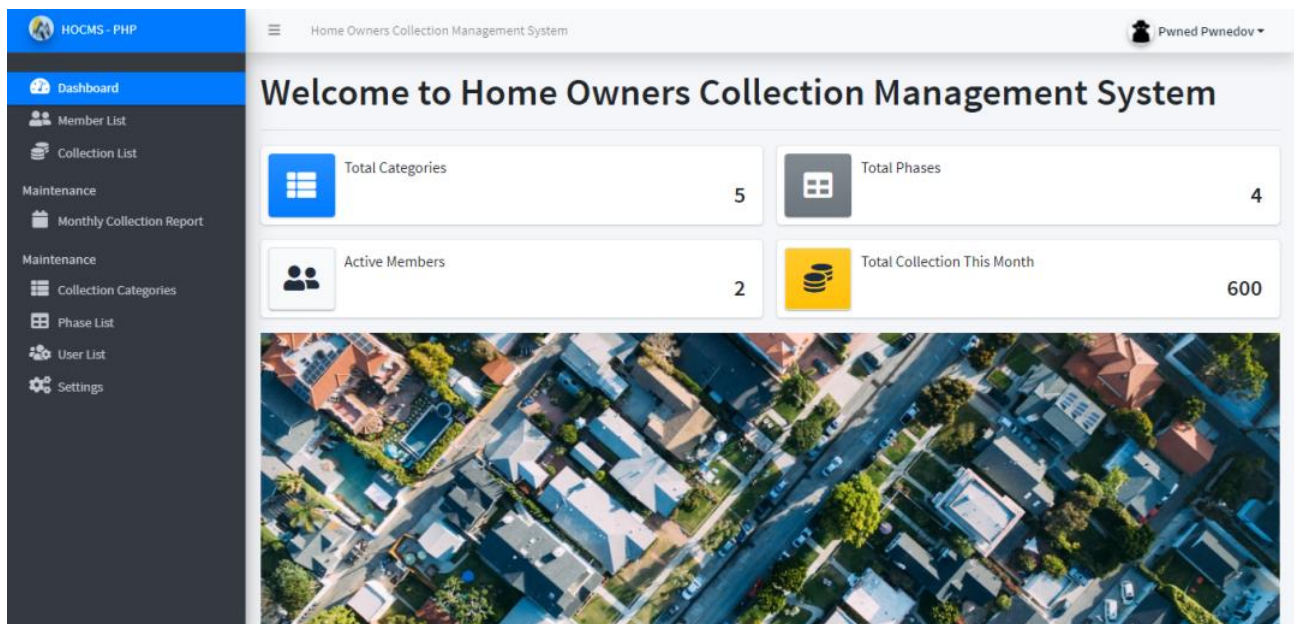 HOCMS - PHP
Home Owners Collection Management System
Pwned Pwnedov
Dashboard
Member List
Collection List
Maintenance
Monthly Collection Report
Maintenance
Collection Categories
Phase List
User List
Settings
Welcome to Home Owners Collection Management System
Total Categories
5
Total Phases
4
Active Members
2
Total Collection This Month
600